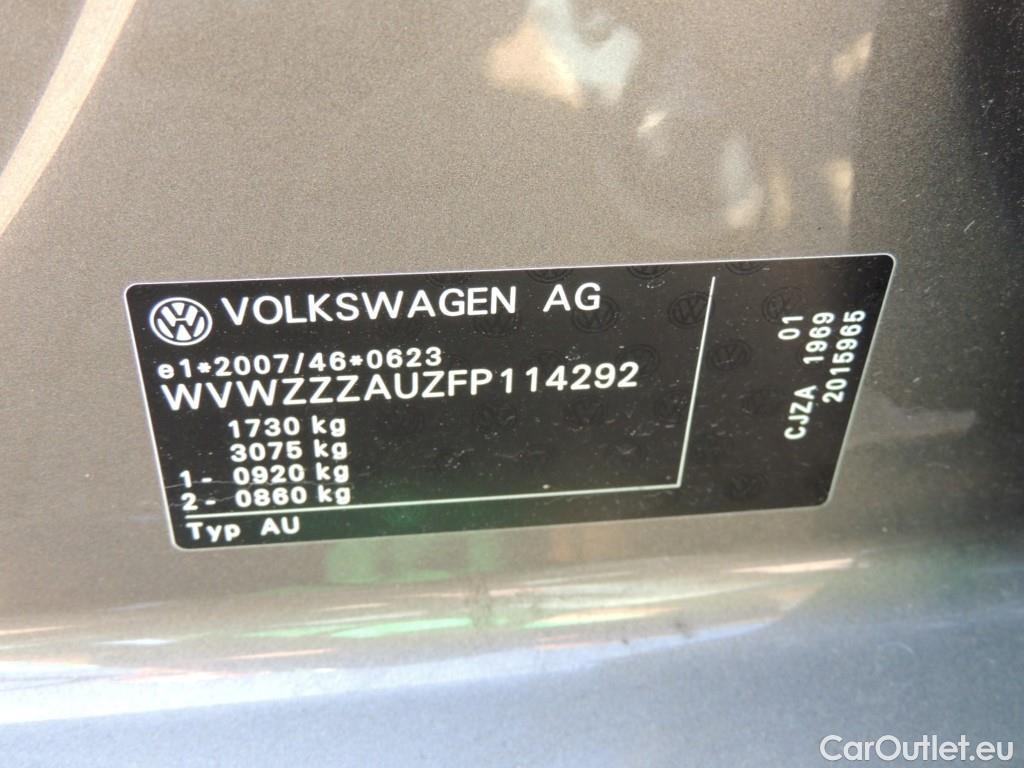 VOLKSWAGEN AG
e1*2007/46*0623
WVWZZZAUZFP114292
1730 kg
3075 kg
1- 0920 kg
2- 0860 kg
Typ AU
01
CJZA 1969
2015965
CarOutlet.eu